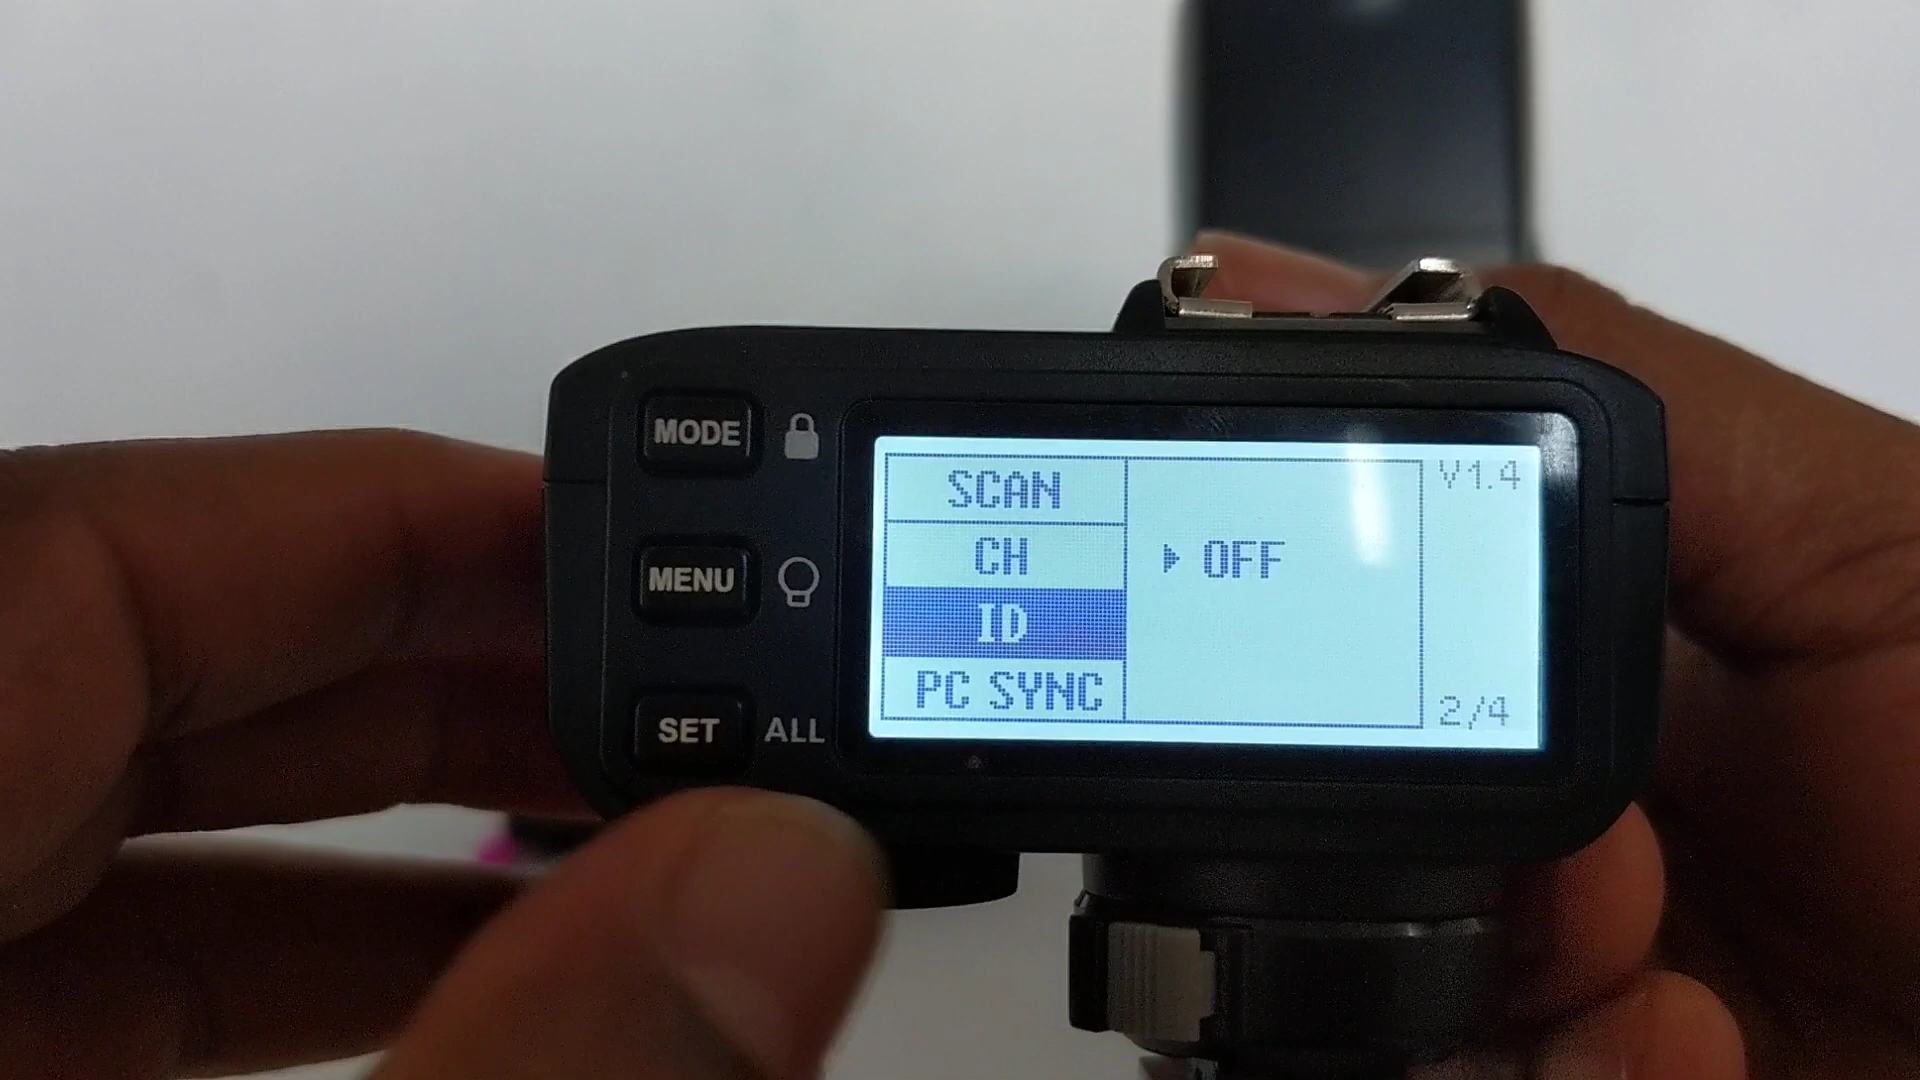 MODE
MENU
SET ALL
SCAN
CH
ID
PC SYNC
OFF
V1.4
2/4